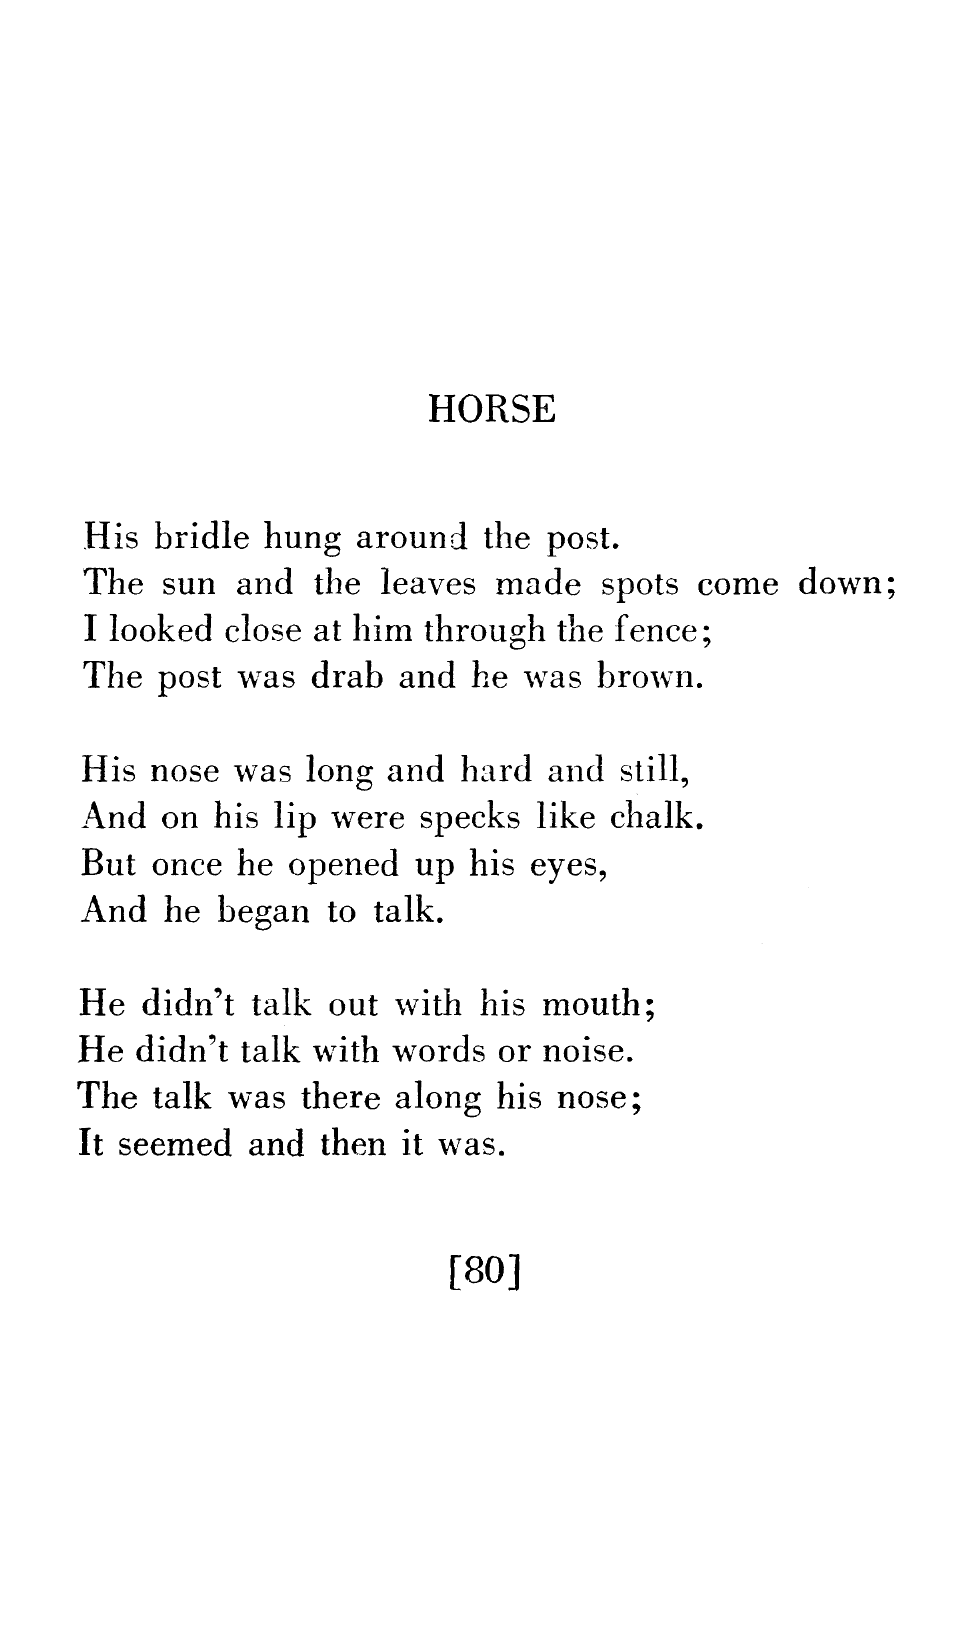 HORSE
His bridle hung around the post.
The sun and the leaves made spots come down;
I looked close at him through the fence;
The post was drab and he was brown.
His nose was long and hard and still,
And on his lip were specks like chalk.
But once he opened up his eyes,
And he began to talk.
He didn't talk out with his mouth;
He didn't talk with words or noise.
The talk was there along his nose;
It seemed and then it was.
[80]